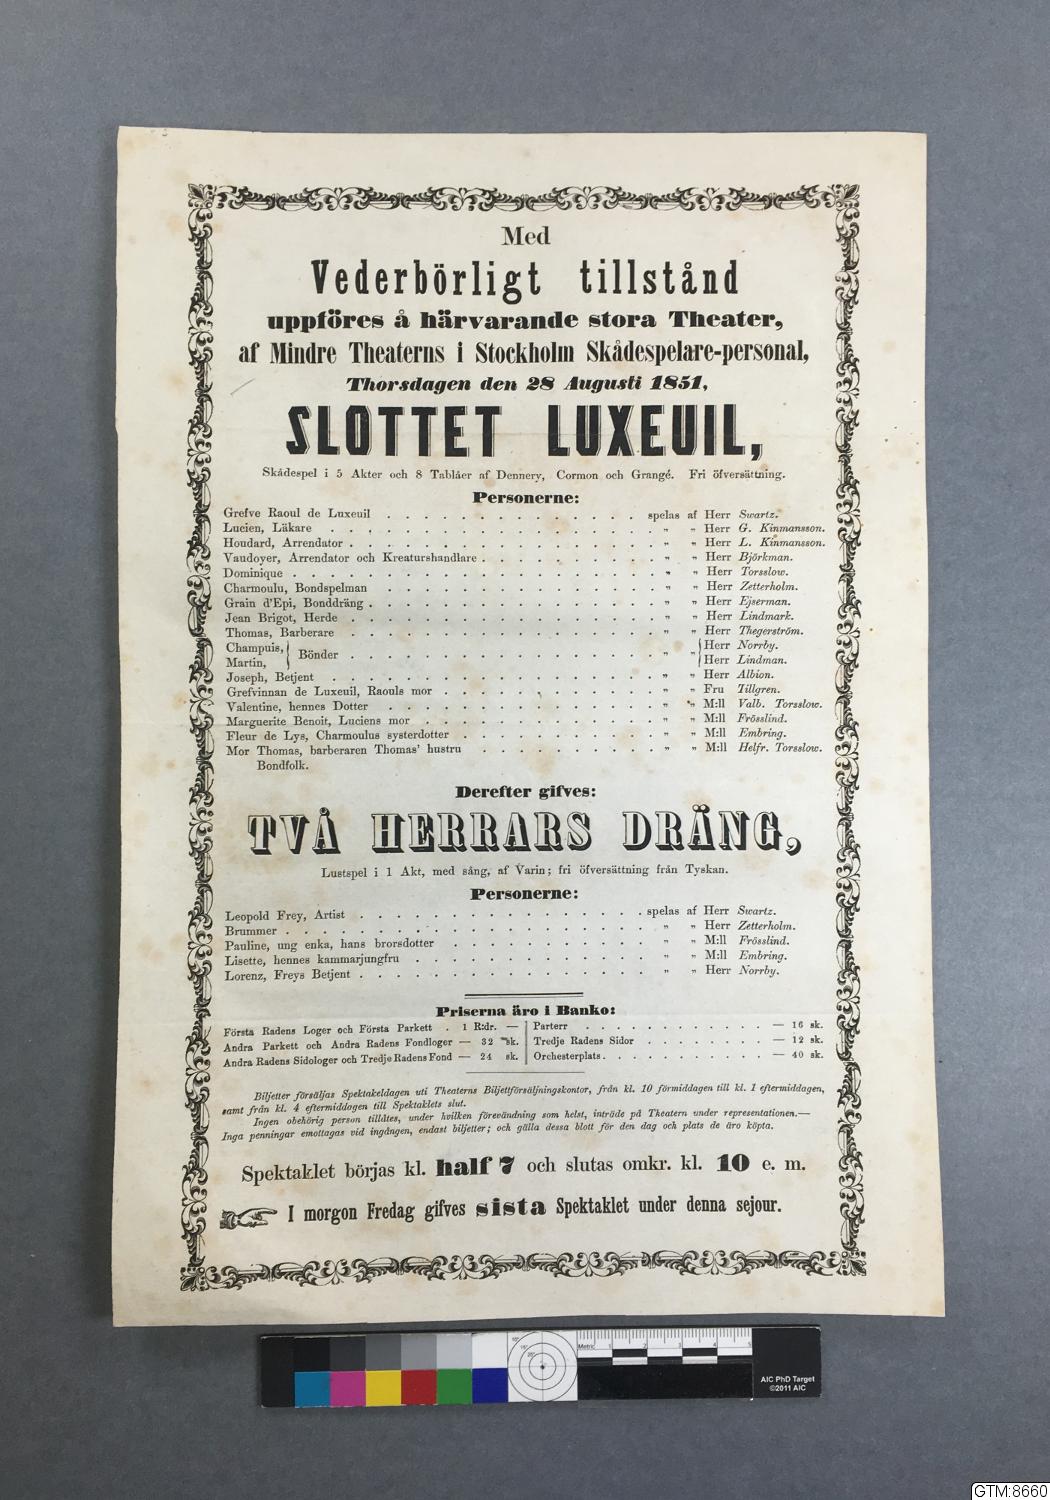 Med
Vederbörligt tillstånd
uppföres å härvarande stora Theater,
af Mindre Theaterns i Stockholm Skådespelare-personal,
Thorsdagen den 28 Augusti 1851,
SLOTTET LUXEUIL,
Skådespel i 5 Akter och 8 Tablåer af Dennery, Cormon och Grangé. Fri öfversättning.
Personerne:
Grefve Raoul de Luxeuil . . . . . . . . . . . . . . spelas af Herr Swartz.
Lucien, Läkare . . . . . . . . . . . . . . . . . „ „ Herr G. Kinmansson.
Houdard, Arrendator . . . . . . . . . . . . . . . . „ „ Herr L. Kinmansson.
Vaudoyer, Arrendator och Kreaturshandlare . . . . . . . . . . „ „ Herr Björkman.
Dominique . . . . . . . . . . . . . . . . . . . „ „ Herr Torsslow.
Charmoulu, Bondspelman . . . . . . . . . . . . . . „ „ Herr Zetterholm.
Grain d'Epi, Bonddräng . . . . . . . . . . . . . . . „ „ Herr Ejserman.
Jean Brigot, Herde . . . . . . . . . . . . . . . . „ „ Herr Lindmark.
Thomas, Barberare . . . . . . . . . . . . . . . . „ „ Herr Thegerström.
Champuis, } Bönder . . . . . . . . . . . . . . . . „ „ { Herr Norrby.
Martin, } { Herr Lindman.
Joseph, Betjent . . . . . . . . . . . . . . . . . „ „ Herr Albion.
Grefvinnan de Luxeuil, Raouls mor . . . . . . . . . . . . „ „ Fru Tillgren.
Valentine, hennes Dotter . . . . . . . . . . . . . . „ „ M:ll Valb. Torsslow.
Marguerite Benoit, Luciens mor . . . . . . . . . . . . . „ „ M:ll Frösslind.
Fleur de Lys, Charmoulus systerdotter . . . . . . . . . . . „ „ M:ll Embring.
Mor Thomas, barberaren Thomas' hustru . . . . . . . . . . „ „ M:ll Helfr. Torsslow.
Bondfolk.
Derefter gifves:
TVÅ HERRARS DRÄNG,
Lustspel i 1 Akt, med sång, af Varin; fri öfversättning från Tyskan.
Personerne:
Leopold Frey, Artist . . . . . . . . . . . . . . . . spelas af Herr Swartz.
Brummer . . . . . . . . . . . . . . . . . . . „ „ Herr Zetterholm.
Pauline, ung enka, hans brorsdotter . . . . . . . . . . . „ „ M:ll Frösslind.
Lisette, hennes kammarjungfru . . . . . . . . . . . . . „ „ M:ll Embring.
Lorenz, Freys Betjent . . . . . . . . . . . . . . . . „ „ Herr Norrby.
Priserna äro i Banko:
Första Radens Loger och Första Parkett . 1 R:dr. —
Andra Parkett och Andra Radens Fondloger — 32 sk.
Andra Radens Sidologer och Tredje Radens Fond — 24 sk.
Parterr . . . . . . . . . . . — 16 sk.
Tredje Radens Sidor . . . . . . . — 12 sk.
Orchesterplats . . . . . . . . . . — 40 sk.
Biljetter försäljas Spektakeldagen uti Theaterns Biljettförsäljningskontor, från kl. 10 förmiddagen till kl. 1 eftermiddagen,
samt från kl. 4 eftermiddagen till Spektaklets slut.
Ingen obehörig person tillåtes, under hvilken förevändning som helst, inträde på Theatern under representationen.—
Inga penningar emottagas vid ingången, endast biljetter; och gälla dessa blott för den dag och plats de äro köpta.
Spektaklet börjas kl. half 7 och slutas omkr. kl. 10 e. m.
I morgon Fredag gifves sista Spektaklet under denna sejour.
Metric 1 2 3 4 5
AIC PhD Target
©2011 AIC
GTM:8660